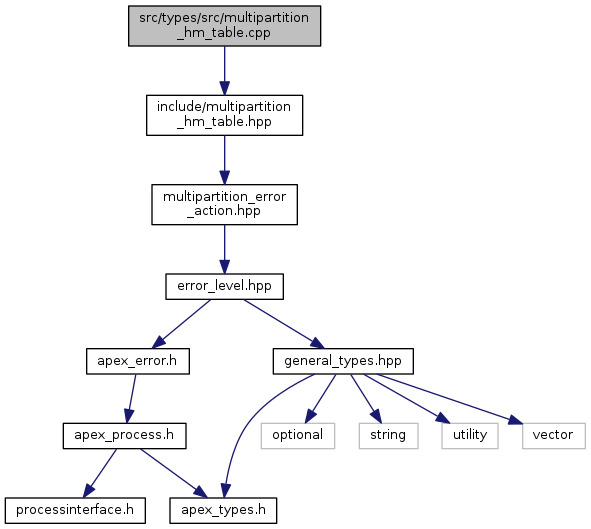 src/types/src/multipartition
_hm_table.cpp
include/multipartition
_hm_table.hpp
multipartition_error
_action.hpp
error_level.hpp
apex_error.h
general_types.hpp
apex_process.h
optional
string
utility
vector
processinterface.h
apex_types.h